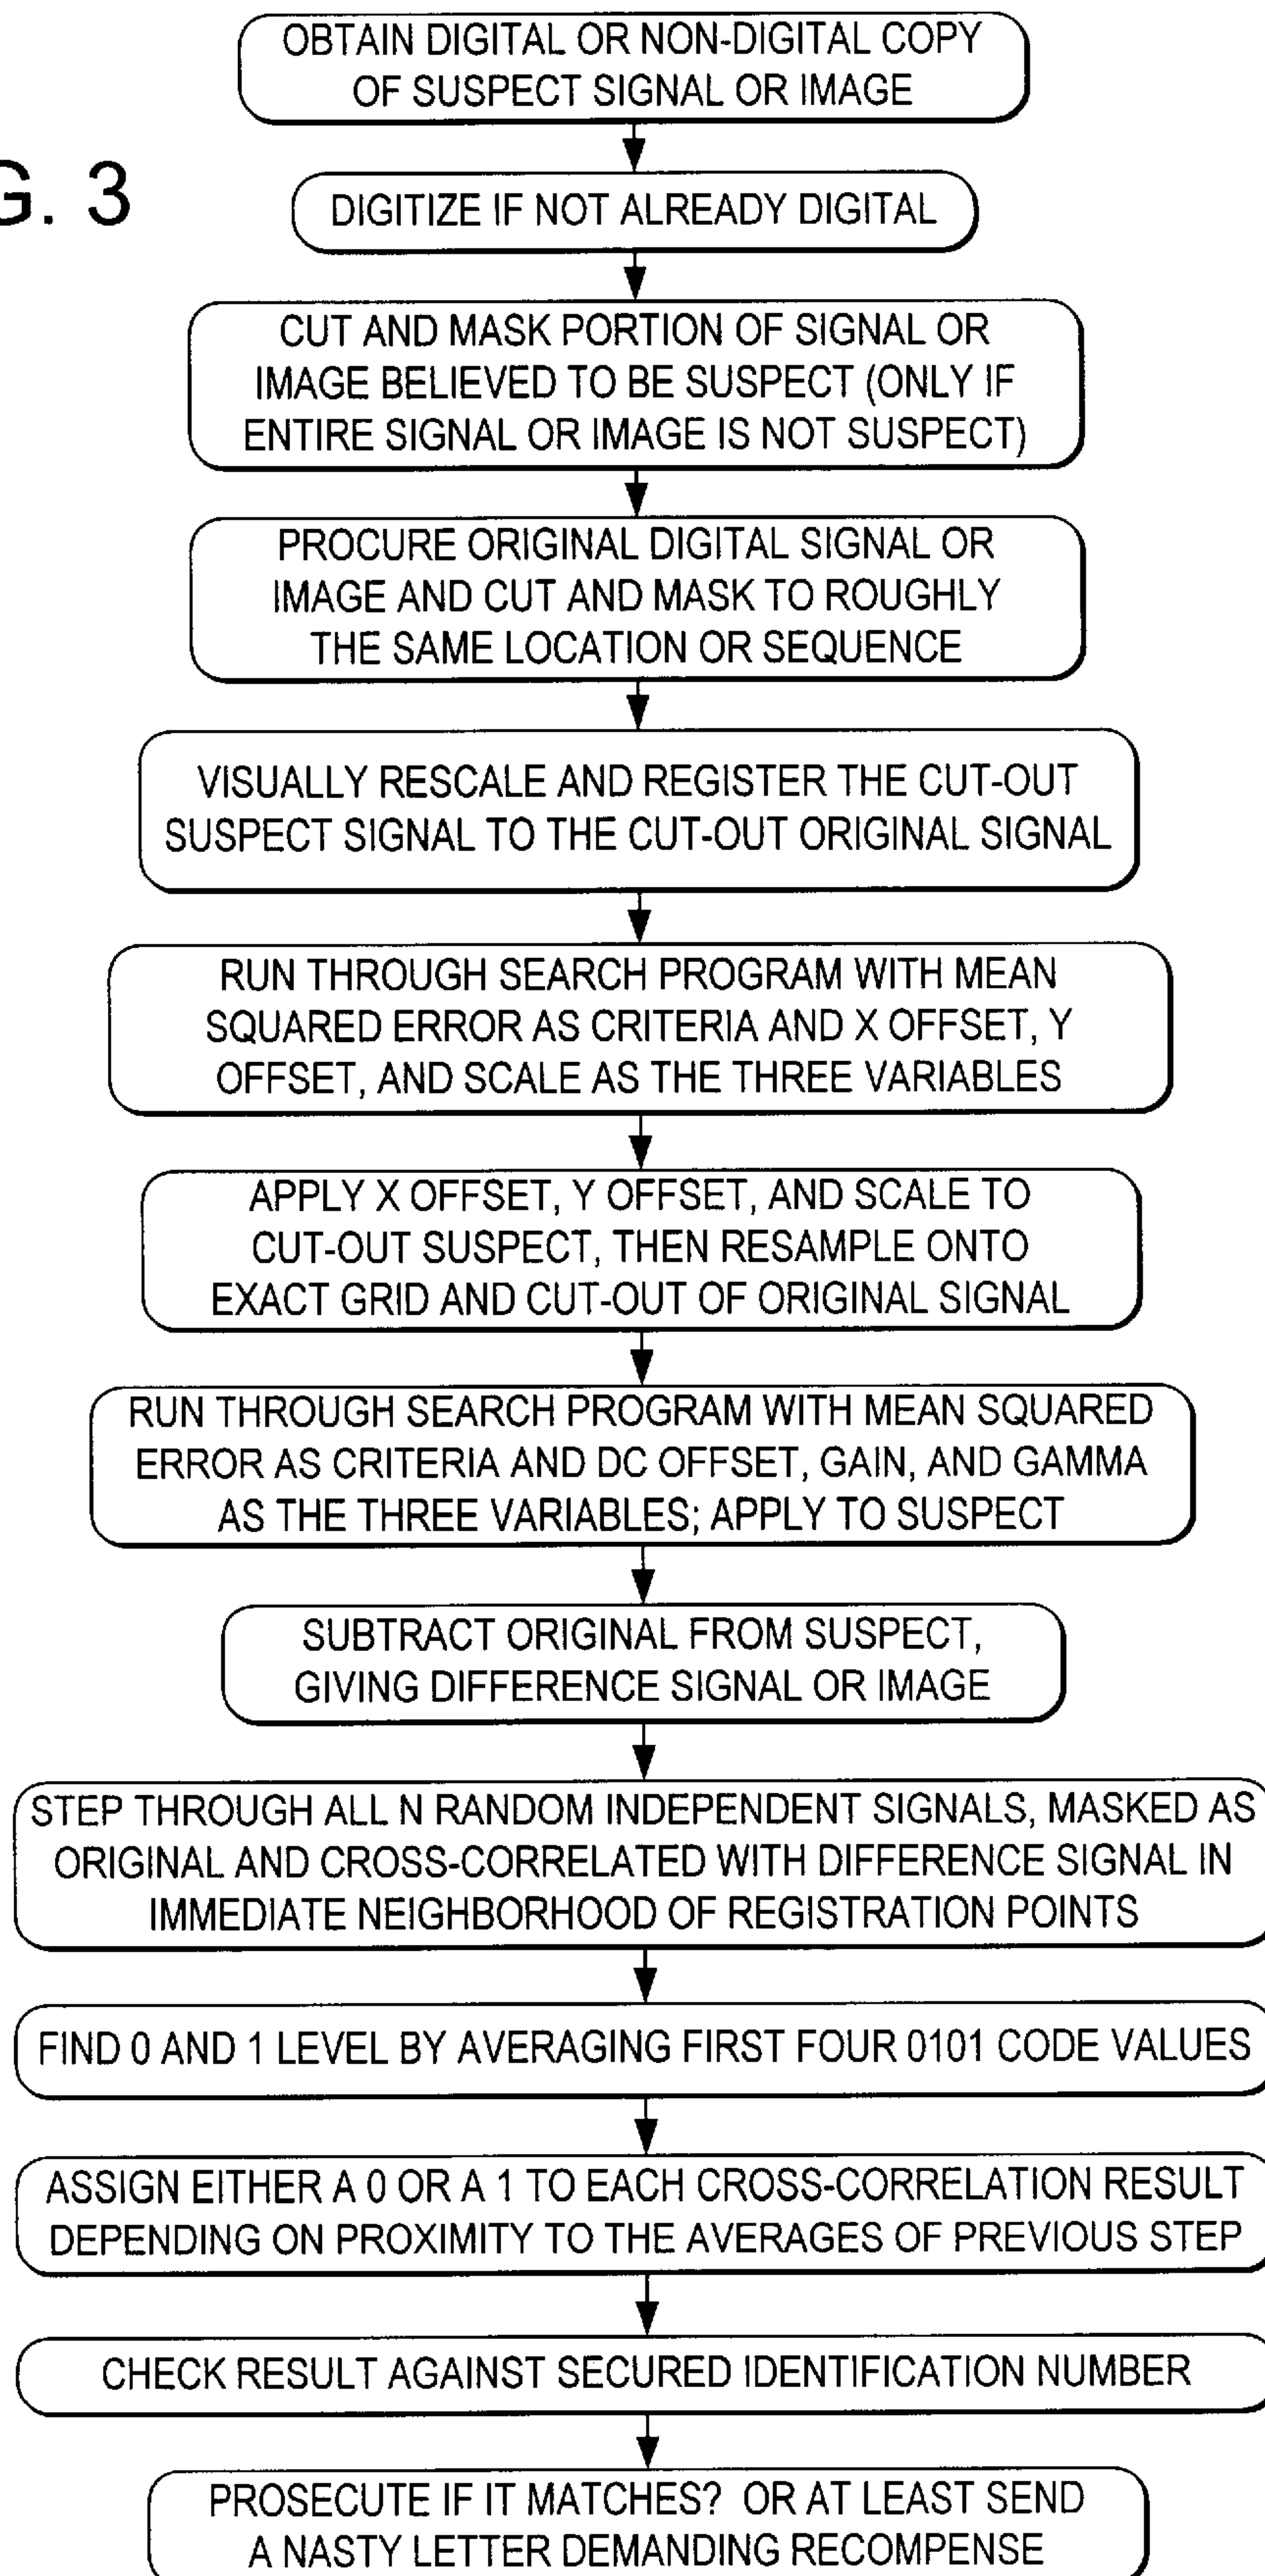 OBTAIN DIGITAL OR NON-DIGITAL COPY
OF SUSPECT SIGNAL OR IMAGE
G. 3
DIGITIZE IF NOT ALREADY DIGITAL
CUT AND MASK PORTION OF SIGNAL OR
IMAGE BELIEVED TO BE SUSPECT (ONLY IF
ENTIRE SIGNAL OR IMAGE IS NOT SUSPECT)
PROCURE ORIGINAL DIGITAL SIGNAL OR
IMAGE AND CUT AND MASK TO ROUGHLY
THE SAME LOCATION OR SEQUENCE
VISUALLY RESCALE AND REGISTER THE CUT-OUT
SUSPECT SIGNAL TO THE CUT-OUT ORIGINAL SIGNAL
RUN THROUGH SEARCH PROGRAM WITH MEAN
SQUARED ERROR AS CRITERIA AND X OFFSET, Y
OFFSET, AND SCALE AS THE THREE VARIABLES
APPLY X OFFSET, Y OFFSET, AND SCALE TO
CUT-OUT SUSPECT, THEN RESAMPLE ONTO
EXACT GRID AND CUT-OUT OF ORIGINAL SIGNAL
RUN THROUGH SEARCH PROGRAM WITH MEAN SQUARED
ERROR AS CRITERIA AND DC OFFSET, GAIN, AND GAMMA
AS THE THREE VARIABLES; APPLY TO SUSPECT
SUBTRACT ORIGINAL FROM SUSPECT,
GIVING DIFFERENCE SIGNAL OR IMAGE
STEP THROUGH ALL N RANDOM INDEPENDENT SIGNALS, MASKED AS
ORIGINAL AND CROSS-CORRELATED WITH DIFFERENCE SIGNAL IN
IMMEDIATE NEIGHBORHOOD OF REGISTRATION POINTS
FIND 0 AND 1 LEVEL BY AVERAGING FIRST FOUR 0101 CODE VALUES
ASSIGN EITHER A 0 OR A 1 TO EACH CROSS-CORRELATION RESULT
DEPENDING ON PROXIMITY TO THE AVERAGES OF PREVIOUS STEP
CHECK RESULT AGAINST SECURED IDENTIFICATION NUMBER
PROSECUTE IF IT MATCHES? OR AT LEAST SEND
A NASTY LETTER DEMANDING RECOMPENSE